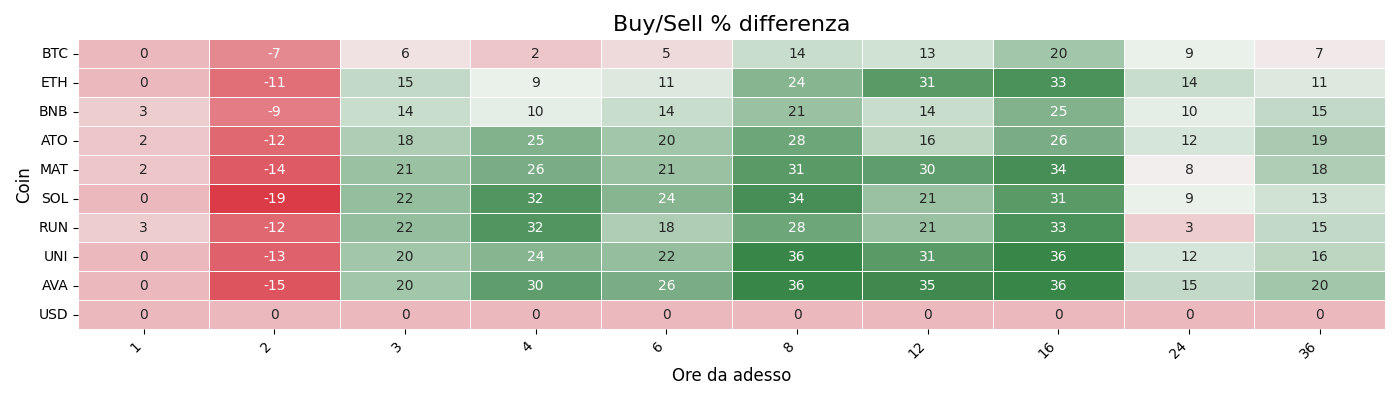 Buy/Sell % differenza
Coin
BTC 0 -7 6 2 5 14 13 20 9 7
ETH 0 -11 15 9 11 24 31 33 14 11
BNB 3 -9 14 10 14 21 14 25 10 15
ATO 2 -12 18 25 20 28 16 26 12 19
MAT 2 -14 21 26 21 31 30 34 8 18
SOL 0 -19 22 32 24 34 21 31 9 13
RUN 3 -12 22 32 18 28 21 33 3 15
UNI 0 -13 20 24 22 36 31 36 12 16
AVA 0 -15 20 30 26 36 35 36 15 20
USD 0 0 0 0 0 0 0 0 0 0
1 2 3 4 6 8 12 16 24 36
Ore da adesso